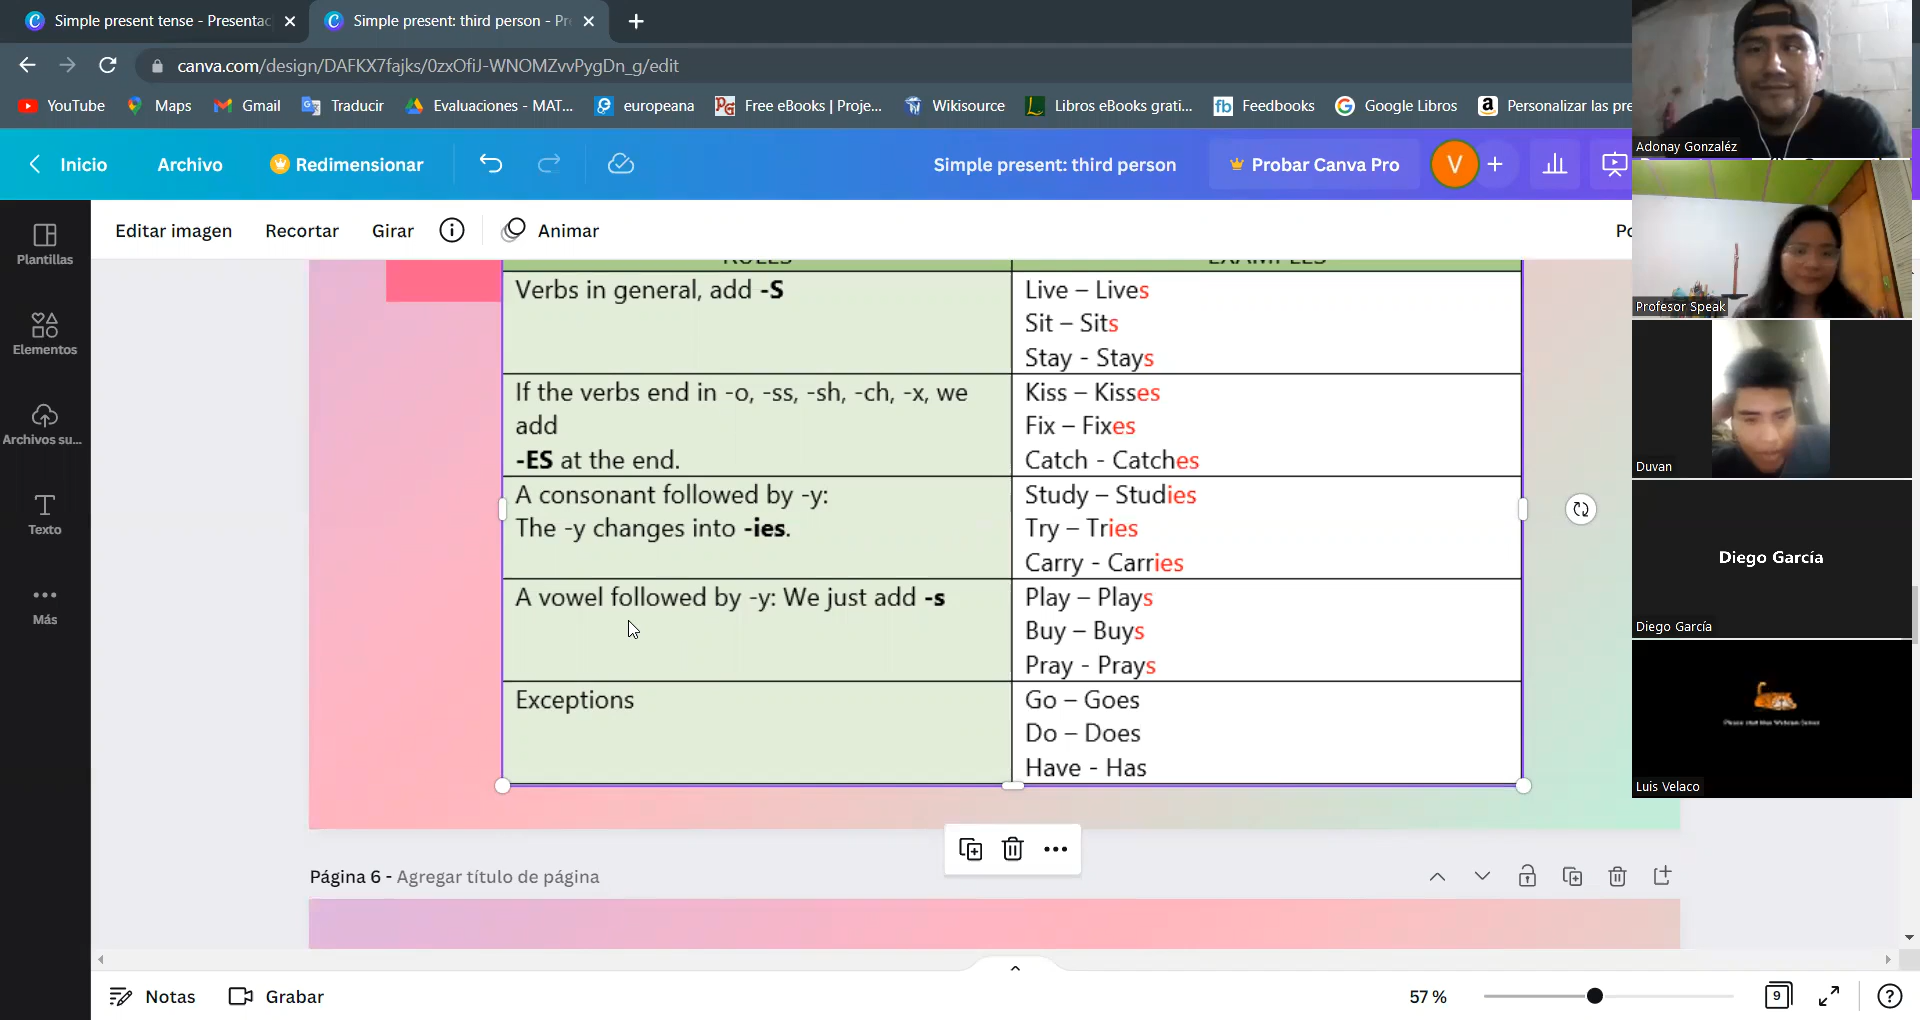 Simple present tense - Presentac
Simple present: third person - Pr
canva.com/design/DAFKX7fajks/0zxOfiJ-WNOMZvvPygDn_g/edit
YouTube
Maps
Gmail
Traducir
Evaluaciones - MAT...
europeana
Free eBooks | Proje...
Wikisource
Libros eBooks grati...
Feedbooks
Google Libros
Personalizar las pre
Inicio
Archivo
Redimensionar
Simple present: third person
Probar Canva Pro
V
Editar imagen
Recortar
Girar
Animar
Po
Plantillas
Elementos
Archivos su...
Texto
Más
RULES
EXAMPLES
Verbs in general, add -S
Live – Lives
Sit – Sits
Stay - Stays
If the verbs end in -o, -ss, -sh, -ch, -x, we
add
-ES at the end.
Kiss – Kisses
Fix – Fixes
Catch - Catches
A consonant followed by -y:
The -y changes into -ies.
Study – Studies
Try – Tries
Carry - Carries
A vowel followed by -y: We just add -s
Play – Plays
Buy – Buys
Pray - Prays
Exceptions
Go – Goes
Do – Does
Have - Has
Página 6 - Agregar título de página
Notas
Grabar
57 %
9
Adonay Gonzaléz
Profesor Speak
Duvan
Diego García
Diego García
Luis Velaco